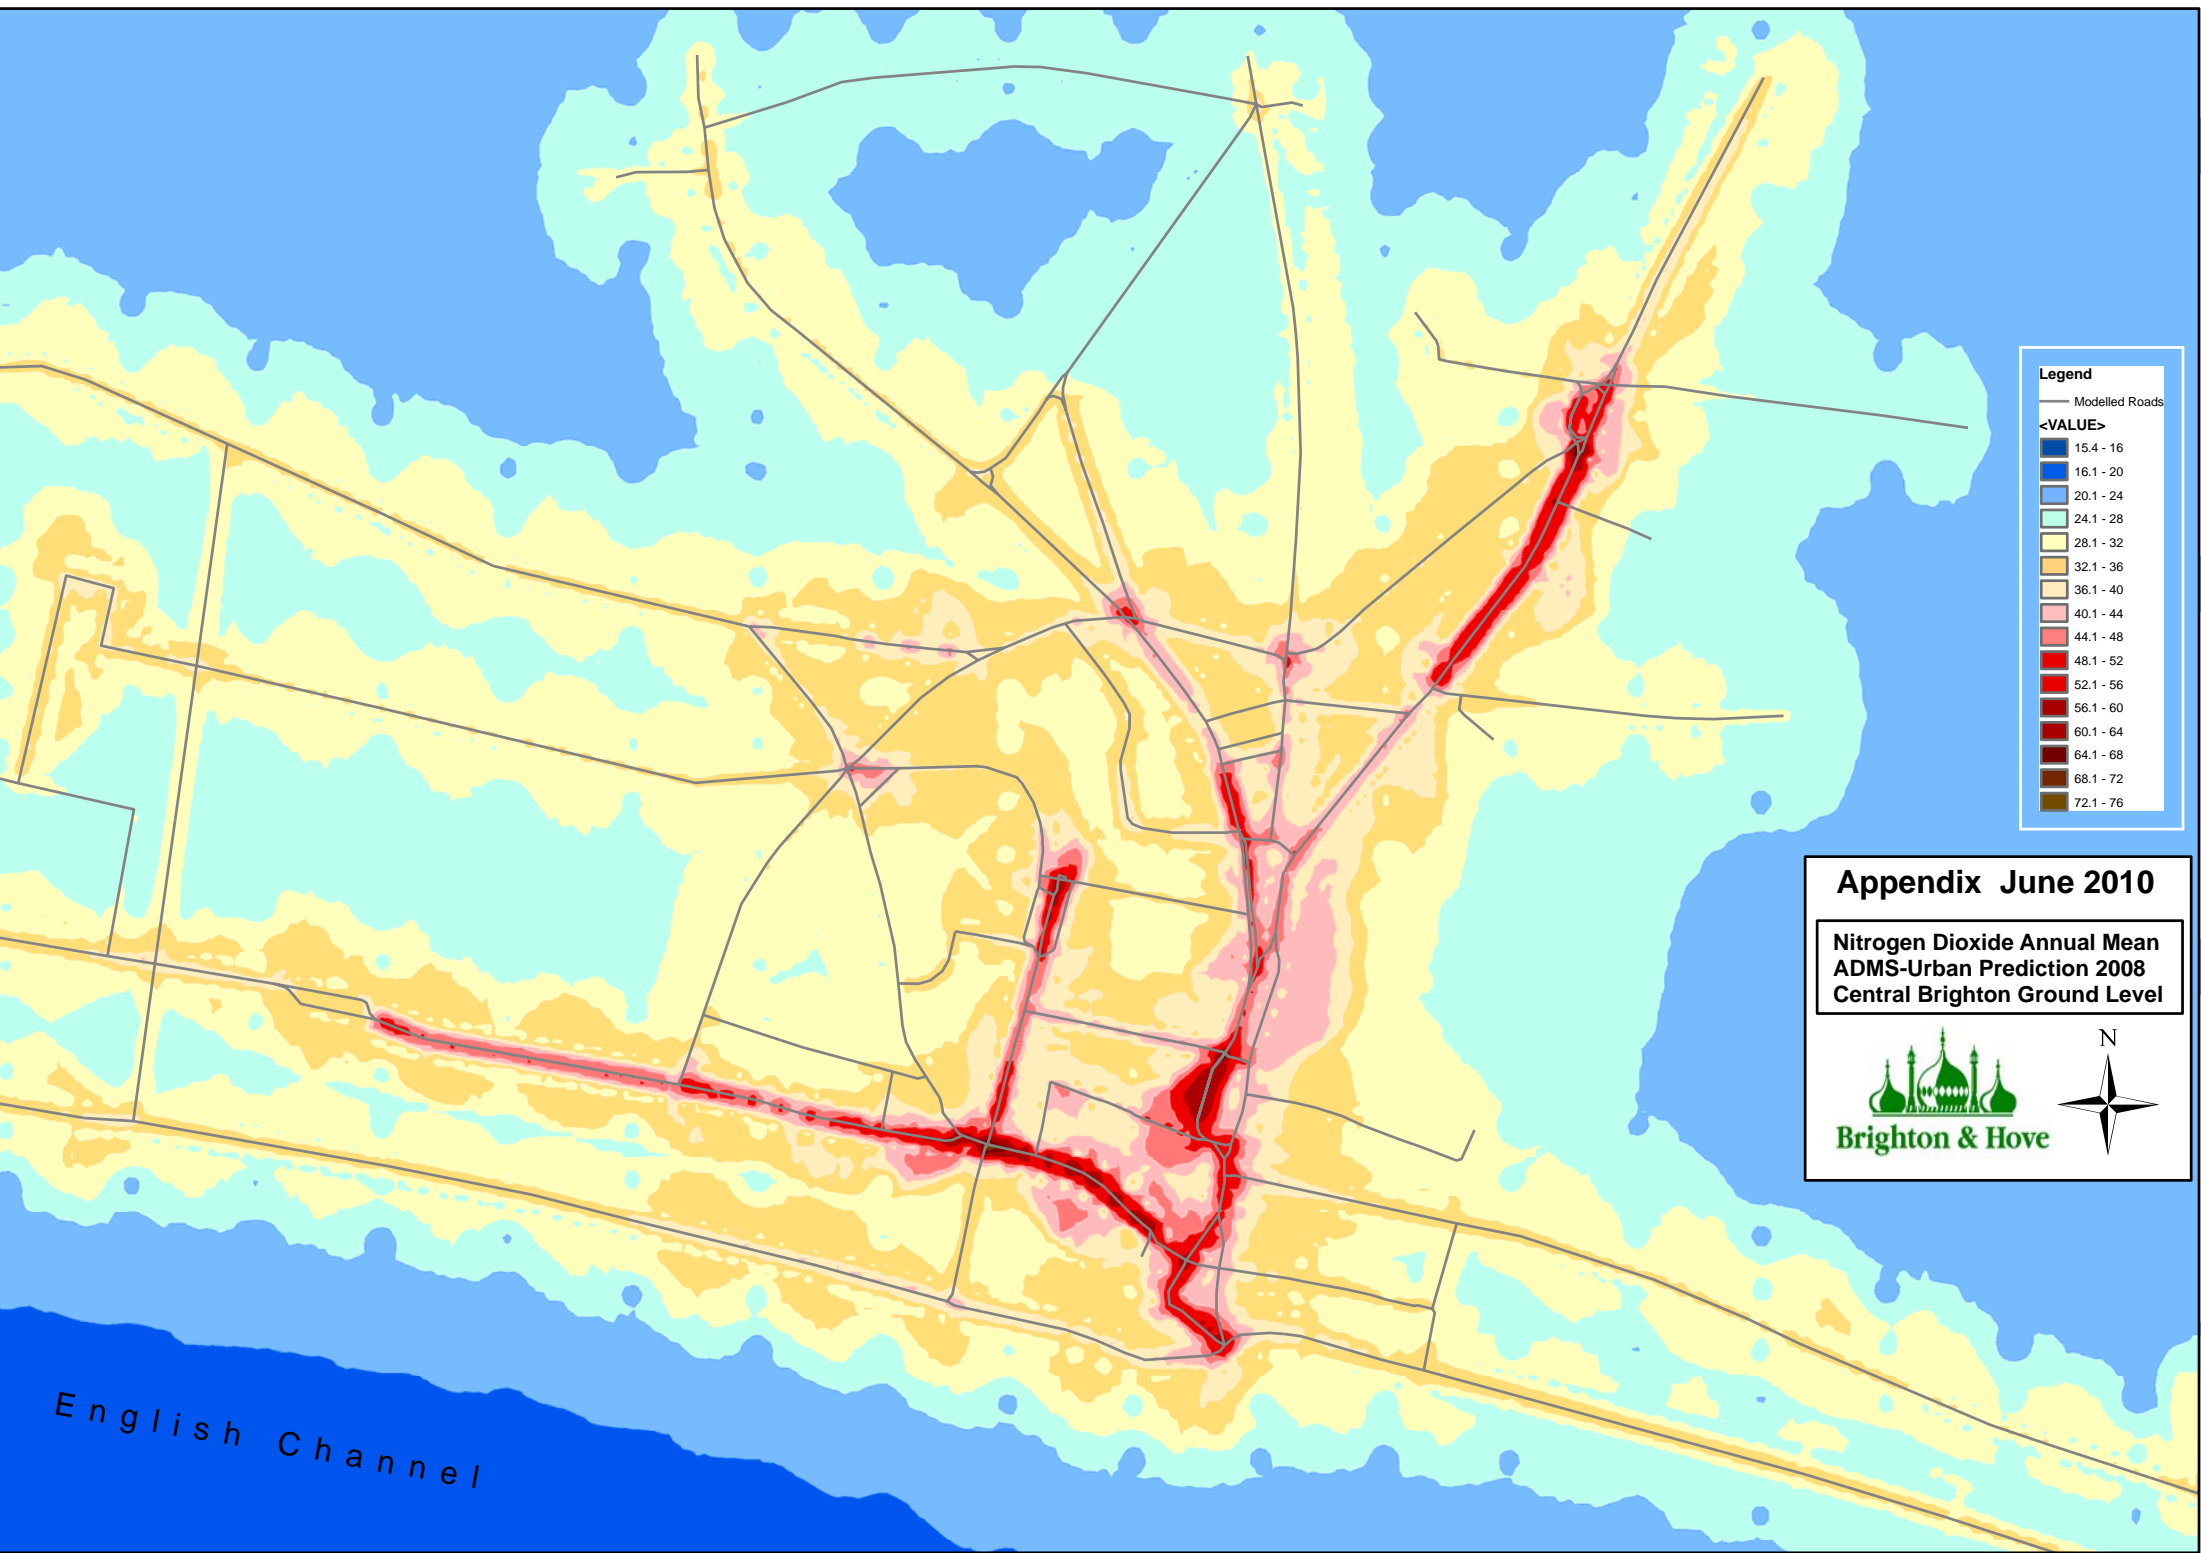 Legend
Modelled Roads
<VALUE>
15.4 - 16
16.1 - 20
20.1 - 24
24.1 - 28
28.1 - 32
32.1 - 36
36.1 - 40
40.1 - 44
44.1 - 48
48.1 - 52
52.1 - 56
56.1 - 60
60.1 - 64
64.1 - 68
68.1 - 72
72.1 - 76
Appendix June 2010
Nitrogen Dioxide Annual Mean
ADMS-Urban Prediction 2008
Central Brighton Ground Level
N
Brighton & Hove
English Channel